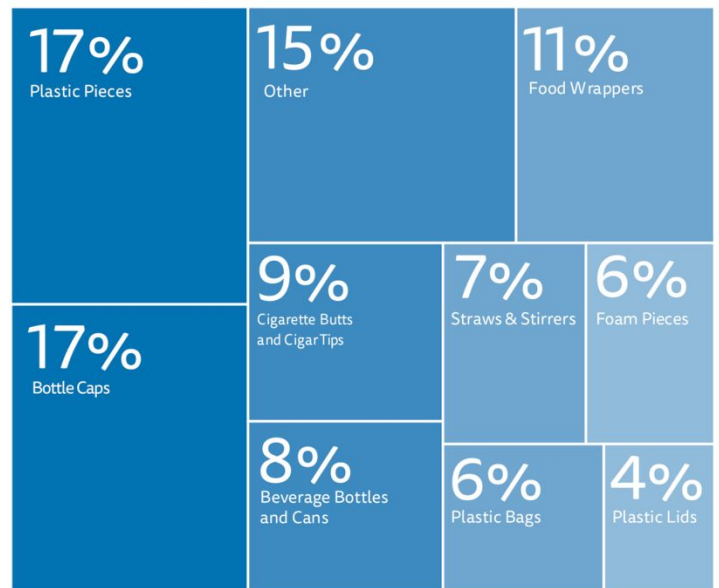 17%
Plastic Pieces
15%
Other
11%
Food Wrappers
17%
Bottle Caps
9%
Cigarette Butts
and Cigar Tips
7%
Straws & Stirrers
6%
Foam Pieces
8%
Beverage Bottles
and Cans
6%
Plastic Bags
4%
Plastic Lids